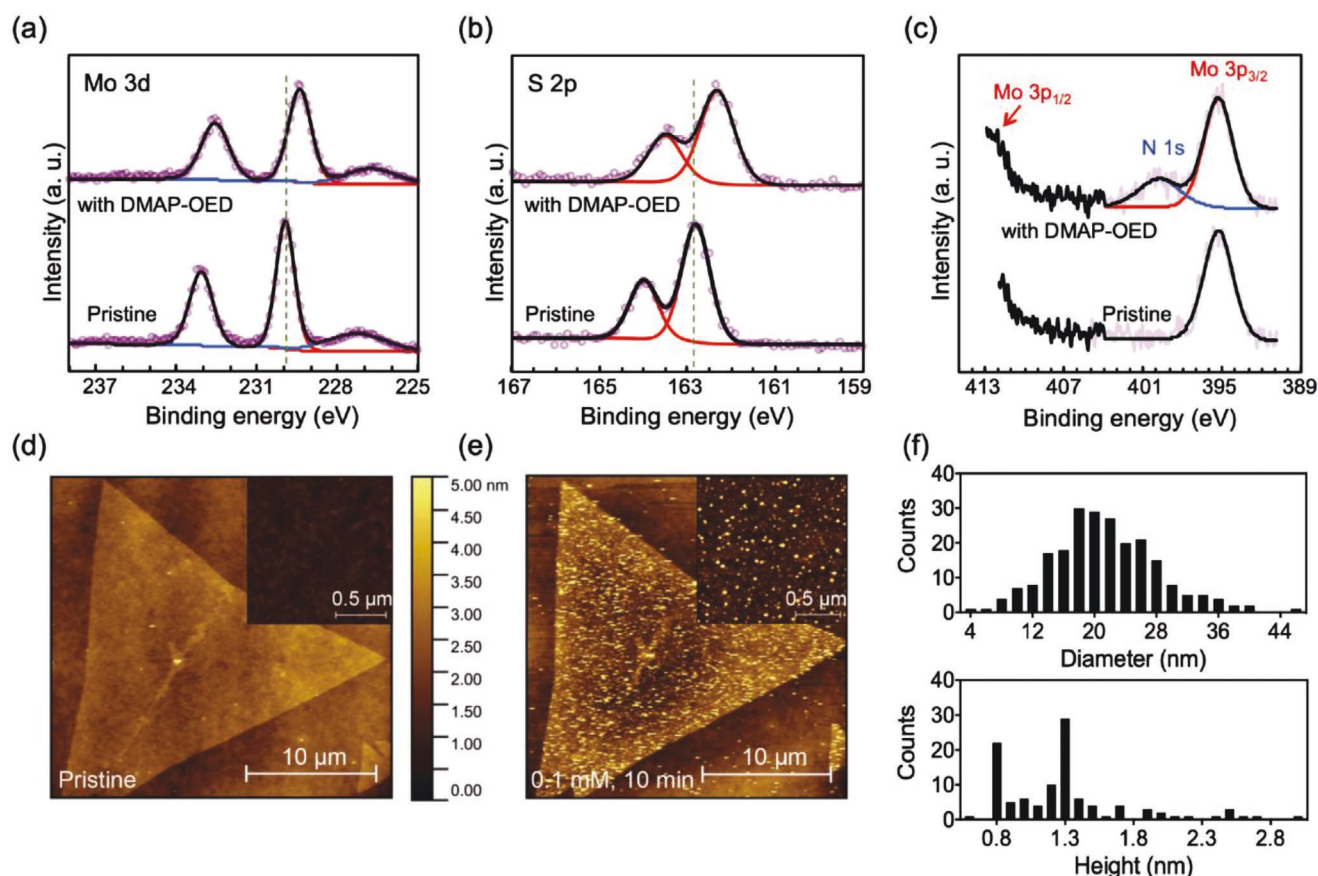 (a)
Mo 3d
with DMAP-OED
Pristine
Intensity (a. u.)
237 234 231 228 225
Binding energy (eV)
(b)
S 2p
with DMAP-OED
Pristine
Intensity (a. u.)
167 165 163 161 159
Binding energy (eV)
(c)
Mo 3p1/2
Mo 3p3/2
N 1s
with DMAP-OED
Pristine
Intensity (a. u.)
413 407 401 395 389
Binding energy (eV)
(d)
0.5 μm
10 μm
Pristine
5.00 nm
4.50
3.50
3.00
2.50
2.00
1.50
1.00
0.00
(e)
0.5 μm
10 μm
0.1 mM, 10 min
(f)
40
30
20
10
0
Counts
4 12 20 28 36 44
Diameter (nm)
40
30
20
10
0
Counts
0.8 1.3 1.8 2.3 2.8
Height (nm)